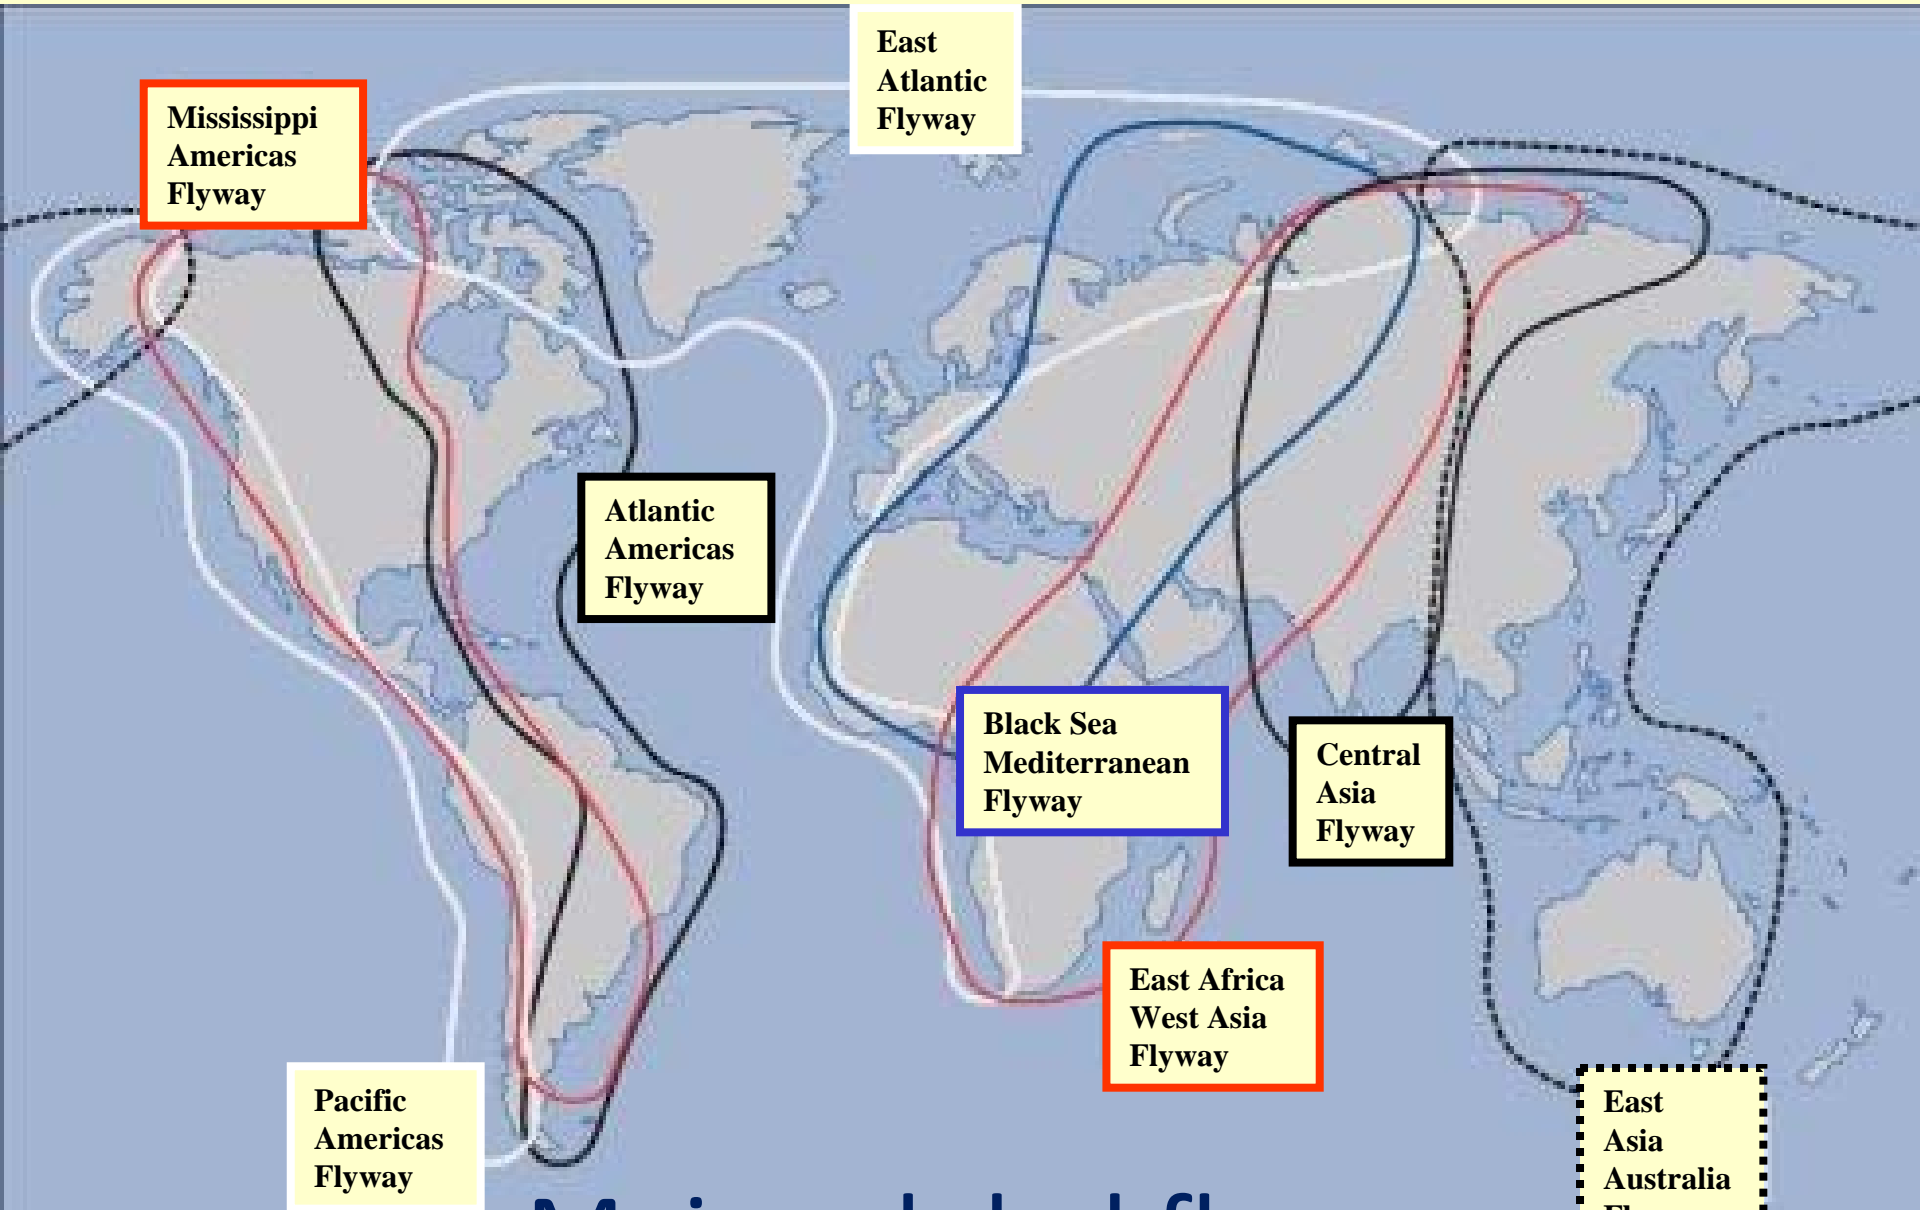 East
Atlantic
Flyway
Mississippi
Americas
Flyway
Atlantic
Americas
Flyway
Black Sea
Mediterranean
Flyway
Central
Asia
Flyway
East Africa
West Asia
Flyway
Pacific
Americas
Flyway
East
Asia
Australia